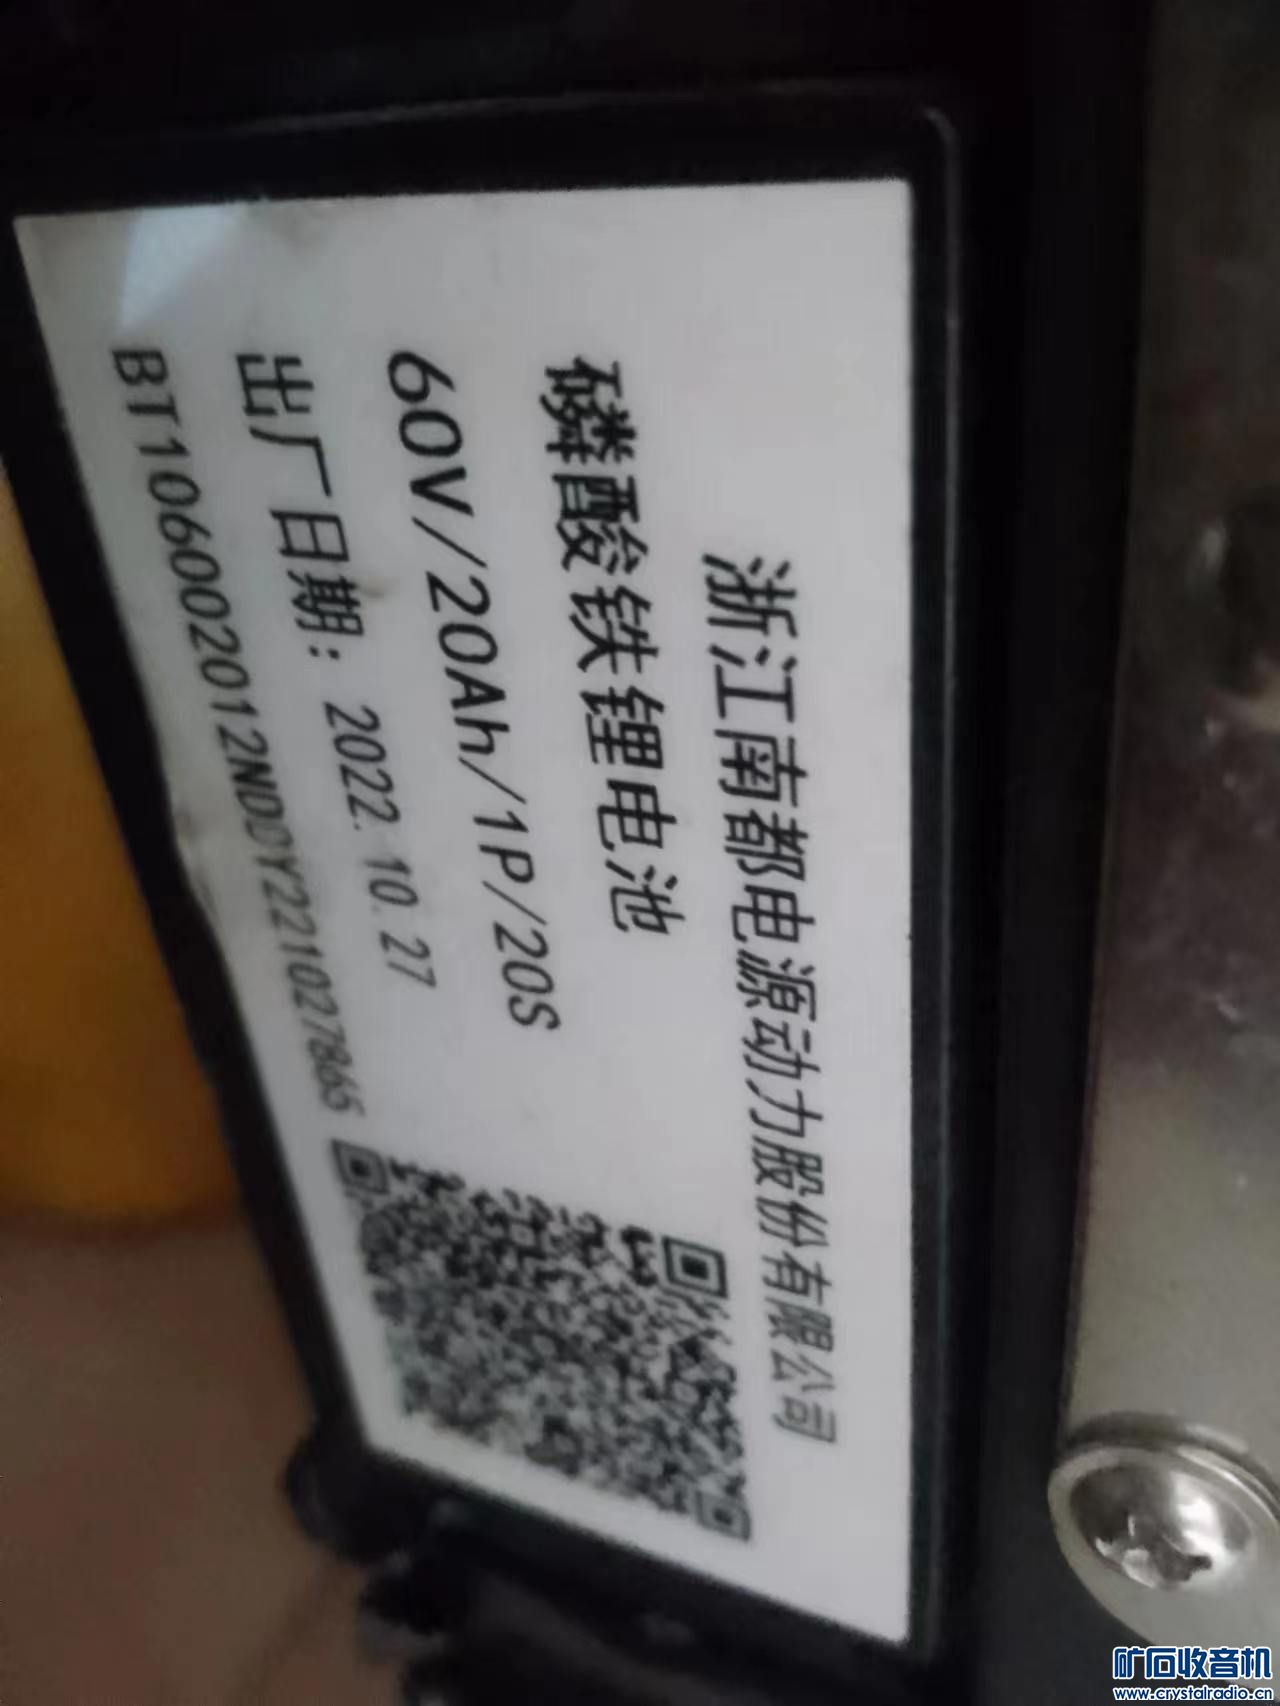 浙江南都电源动力股份有限公司
磷酸铁锂电池
60V/20Ah/1P/20S
出厂日期：2022.10.27
BT106002012NDDY221027865
矿石收音机
www.crystalradio.cn